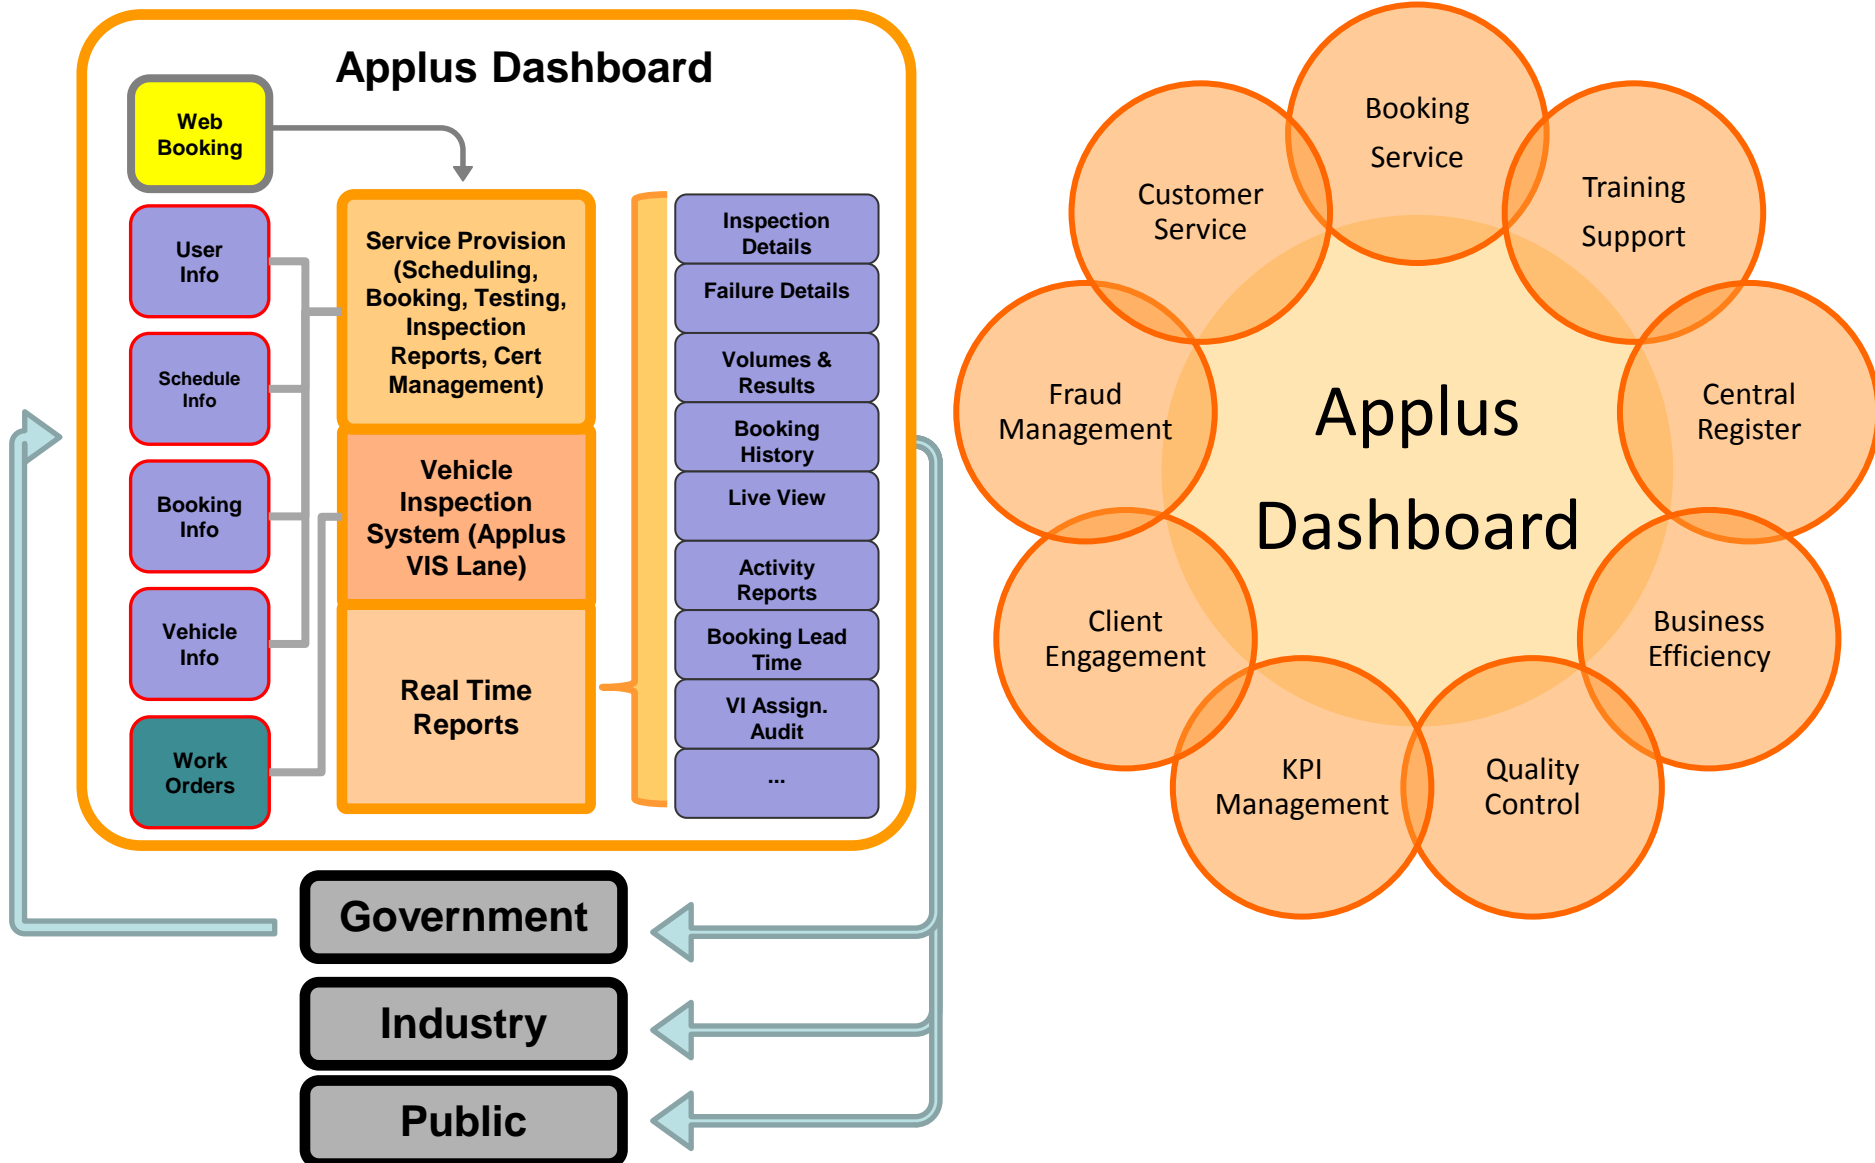 Applus Dashboard
Web
Booking
User
Info
Schedule
Info
Booking
Info
Vehicle
Info
Work
Orders
Service Provision
(Scheduling,
Booking, Testing,
Inspection
Reports, Cert
Management)
Vehicle
Inspection
System (Applus
VIS Lane)
Real Time
Reports
Inspection
Details
Failure Details
Volumes &
Results
Booking
History
Live View
Activity
Reports
Booking Lead
Time
VI Assign.
Audit
...
Government
Industry
Public
Booking
Service
Training
Support
Central
Register
Business
Efficiency
Quality
Control
KPI
Management
Client
Engagement
Fraud
Management
Customer
Service
Applus
Dashboard